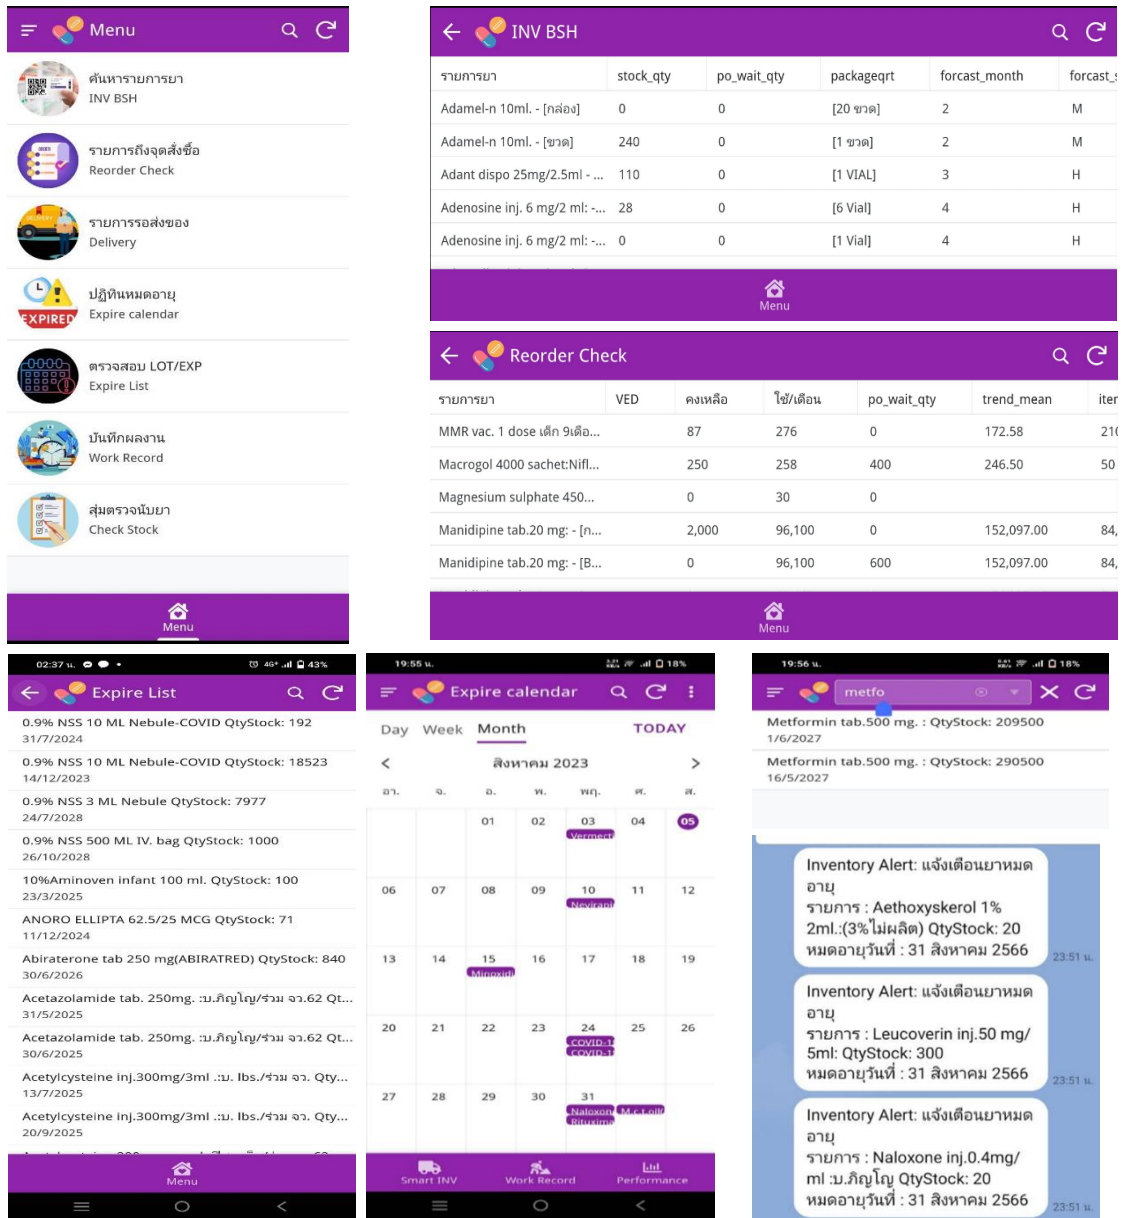 Menu
ค้นหารายการยา
INV BSH
รายการถึงจุดสั่งซื้อ
Reorder Check
รายการรอส่งของ
Delivery
ปฏิทินหมดอายุ
Expire calendar
EXPIRED
ตรวจสอบ LOT/EXP
Expire List
บันทึกผลงาน
Work Record
สุ่มตรวจนับยา
Check Stock
Menu
INV BSH
รายการยา stock_qty po_wait_qty packageqrt forcast_month forcast_s
Adamel-n 10ml. - [กล่อง] 0 0 [20 ขวด] 2 M
Adamel-n 10ml. - [ขวด] 240 0 [1 ขวด] 2 M
Adant dispo 25mg/2.5ml - ... 110 0 [1 VIAL] 3 H
Adenosine inj. 6 mg/2 ml: -... 28 0 [6 Vial] 4 H
Adenosine inj. 6 mg/2 ml: -... 0 0 [1 Vial] 4 H
Menu
Reorder Check
รายการยา VED คงเหลือ ใช้/เดือน po_wait_qty trend_mean iter
MMR vac. 1 dose เด็ก 9เดือ... 87 276 0 172.58 210
Macrogol 4000 sachet:Nifl... 250 258 400 246.50 50
Magnesium sulphate 450... 0 30 0
Manidipine tab.20 mg: - [ก... 2,000 96,100 0 152,097.00 84,
Manidipine tab.20 mg: - [B... 0 96,100 600 152,097.00 84,
Menu
02:37 น. 4G+ 43%
Expire List
0.9% NSS 10 ML Nebule-COVID QtyStock: 192
31/7/2024
0.9% NSS 10 ML Nebule-COVID QtyStock: 18523
14/12/2023
0.9% NSS 3 ML Nebule QtyStock: 7977
24/7/2028
0.9% NSS 500 ML IV. bag QtyStock: 1000
26/10/2028
10%Aminoven infant 100 ml. QtyStock: 100
23/3/2025
ANORO ELLIPTA 62.5/25 MCG QtyStock: 71
11/12/2024
Abiraterone tab 250 mg(ABIRATRED) QtyStock: 840
30/6/2026
Acetazolamide tab. 250mg. :บ.ภิญโญ/ร่วม จว.62 Qt...
31/5/2025
Acetazolamide tab. 250mg. :บ.ภิญโญ/ร่วม จว.62 Qt...
30/6/2025
Acetylcysteine inj.300mg/3ml .:บ. lbs./ร่วม จว. Qty...
13/7/2025
Acetylcysteine inj.300mg/3ml .:บ. lbs./ร่วม จว. Qty...
20/9/2025
Menu
19:55 น. 18%
Expire calendar
Day Week Month TODAY
สิงหาคม 2023
อา. จ. อ. พ. พฤ. ศ. ส.
01 02 03 04 05
Vermecti
06 07 08 09 10 11 12
Nevirapi
13 14 15 16 17 18 19
Minoxidi
20 21 22 23 24 25 26
COVID-1
COVID-1
27 28 29 30 31
Naloxone M.c.t.oil(
Rituxima
Smart INV Work Record Performance
19:56 น. 18%
metfo
Metformin tab.500 mg. : QtyStock: 209500
1/6/2027
Metformin tab.500 mg. : QtyStock: 290500
16/5/2027
Inventory Alert: แจ้งเตือนยาหมด
อายุ
รายการ : Aethoxyskerol 1%
2ml.:(3%ไม่ผลิต) QtyStock: 20
หมดอายุวันที่ : 31 สิงหาคม 2566
23:51 น.
Inventory Alert: แจ้งเตือนยาหมด
อายุ
รายการ : Leucoverin inj.50 mg/
5ml: QtyStock: 300
หมดอายุวันที่ : 31 สิงหาคม 2566
23:51 น.
Inventory Alert: แจ้งเตือนยาหมด
อายุ
รายการ : Naloxone inj.0.4mg/
ml :บ.ภิญโญ QtyStock: 20
หมดอายุวันที่ : 31 สิงหาคม 2566
23:51 น.